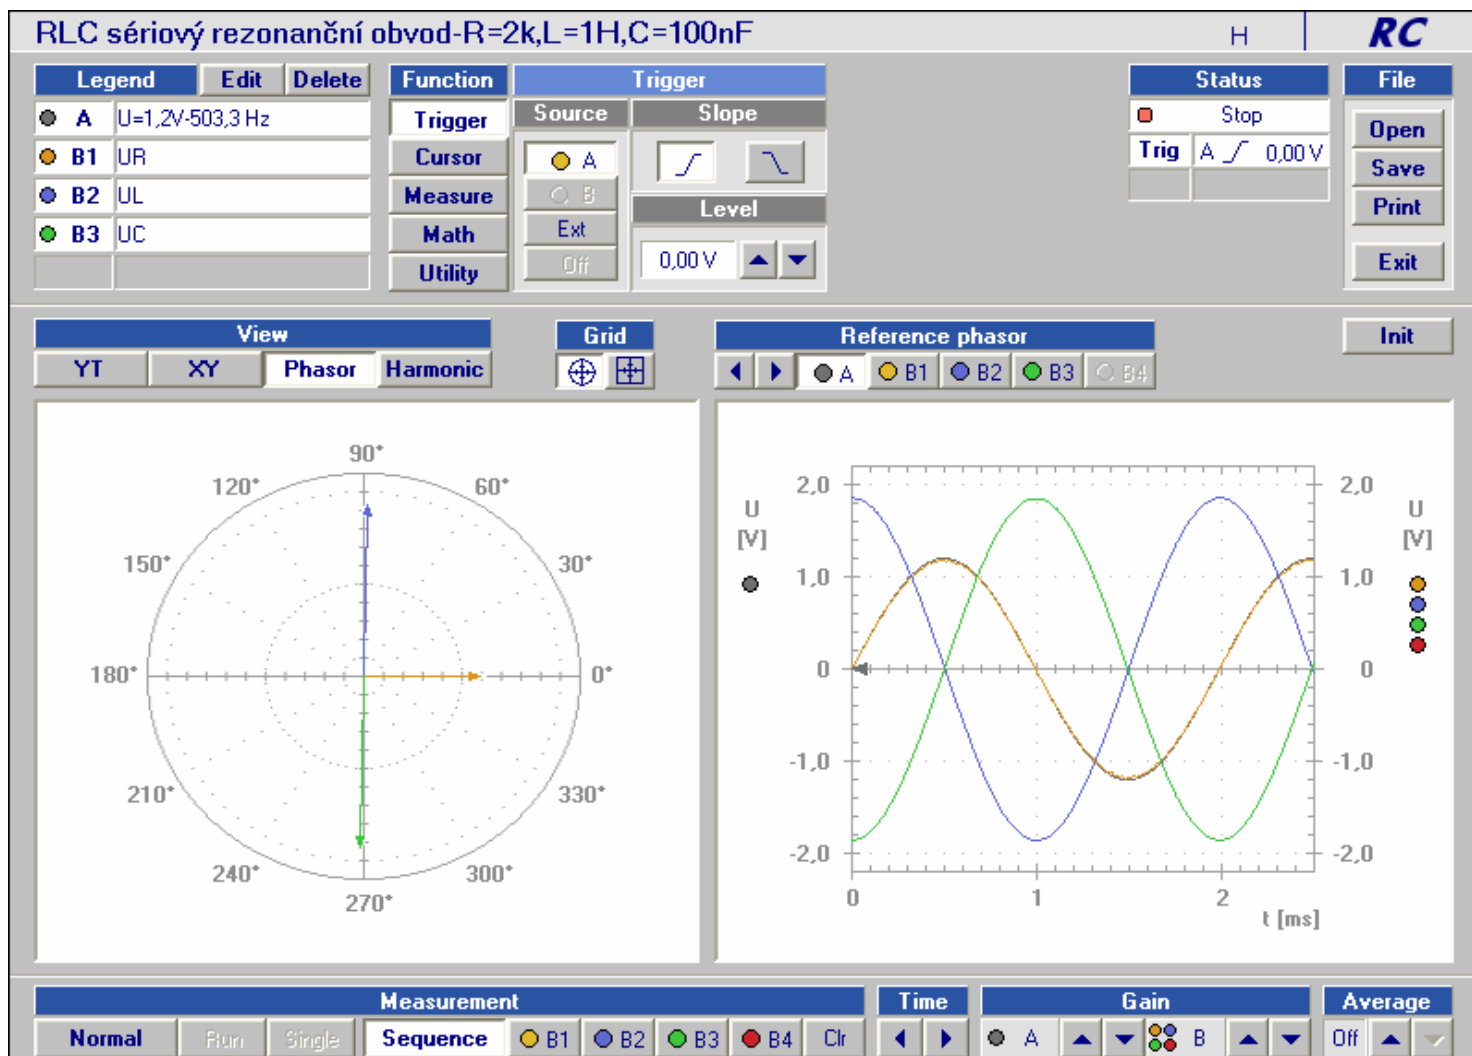 RLC sériový rezonanční obvod-R=2k,L=1H,C=100nF H RC
Legend Edit Delete Function Trigger Status File
A U=1,2V-503,3 Hz Trigger Source Slope Stop Open
B1 UR Cursor A Trig A 0,00 V Save
B2 UL Measure B Level Print
B3 UC Math Ext
Utility Off 0,00 V Exit
View Grid Reference phasor Init
YT XY Phasor Harmonic A B1 B2 B3 B4
90°
120° 60°
150° 30°
180° 0°
210° 330°
240° 300°
270°
U
[V]
2,0
1,0
0
-1,0
-2,0
2,0
1,0
0
-1,0
-2,0
U
[V]
0 1 2
t [ms]
Measurement Time Gain Average
Normal Run Single Sequence B1 B2 B3 B4 Clr A B Off